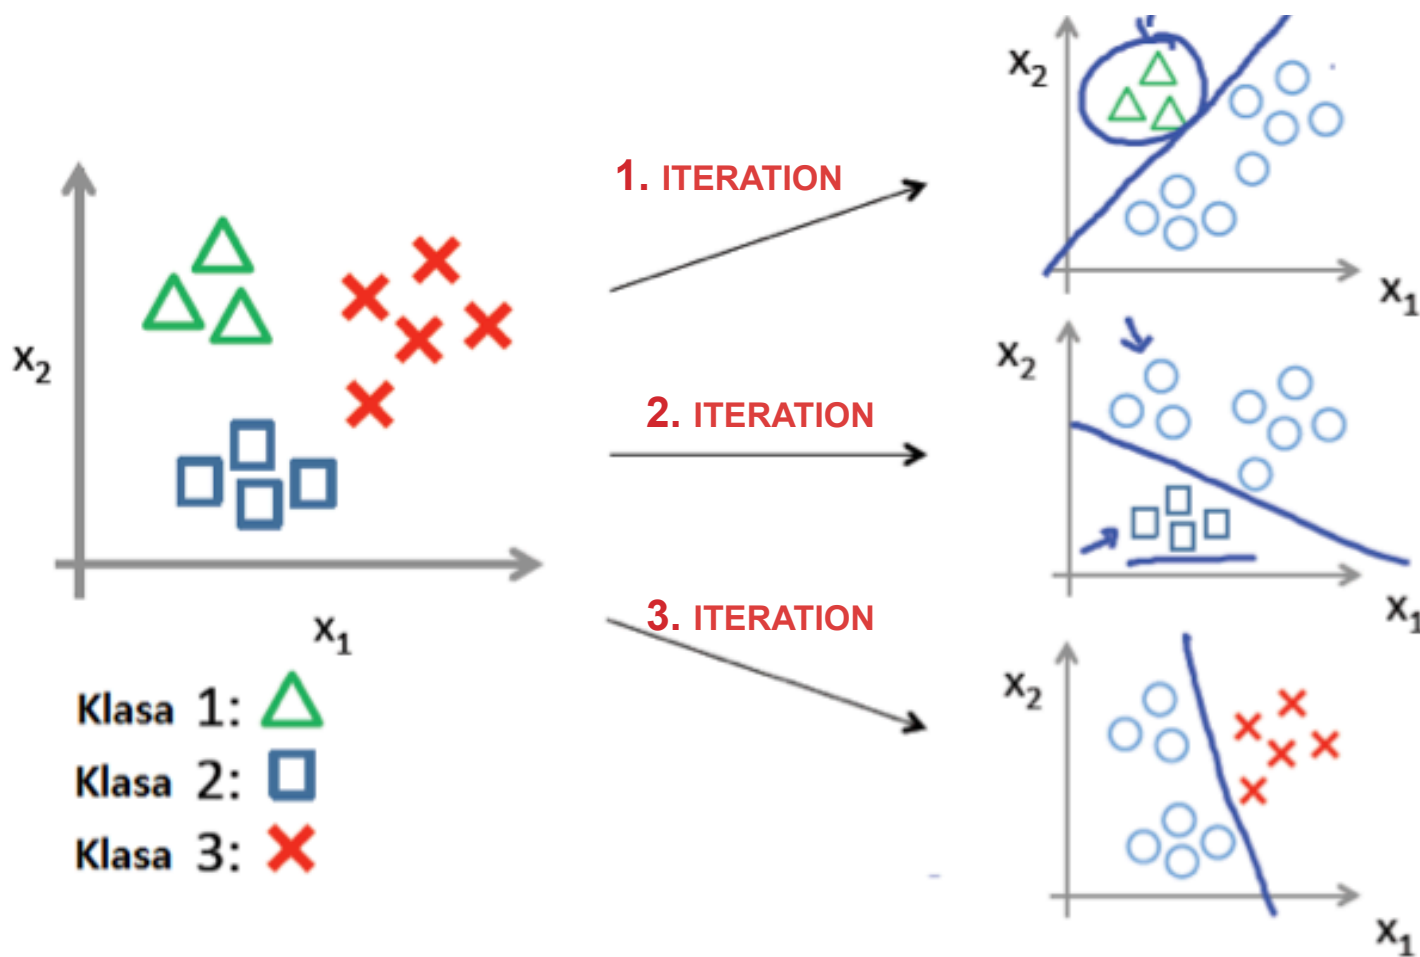 x₂
x₁
Klasa 1:
Klasa 2:
Klasa 3:
1. ITERATION
2. ITERATION
3. ITERATION
x₂
x₁
x₂
x₁
x₂
x₁